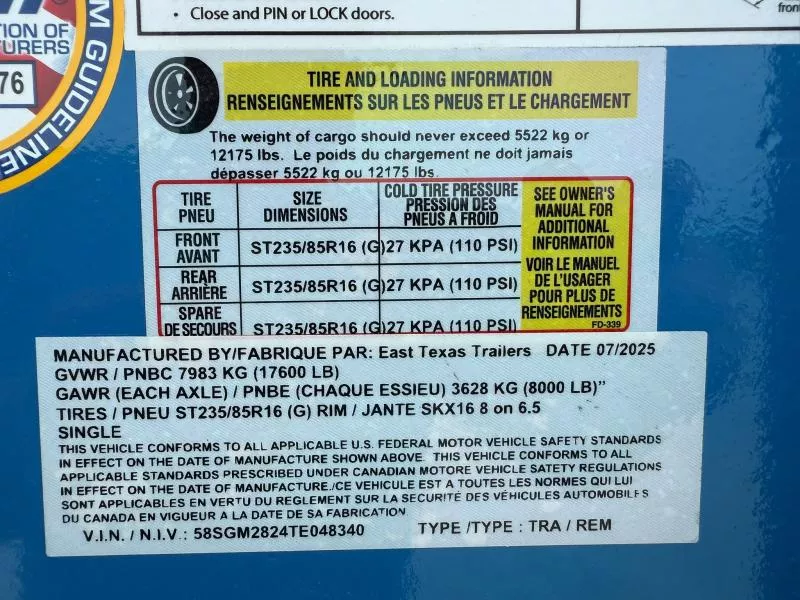 • Close and PIN or LOCK doors.
front
ION OF
TURERS
76
M GUIDELINE
TIRE AND LOADING INFORMATION
RENSEIGNEMENTS SUR LES PNEUS ET LE CHARGEMENT
The weight of cargo should never exceed 5522 kg or
12175 lbs. Le poids du chargement ne doit jamais
dépasser 5522 kg ou 12175 lbs.
TIRE
PNEU
SIZE
DIMENSIONS
COLD TIRE PRESSURE
PRESSION DES
PNEUS A FROID
SEE OWNER'S
MANUAL FOR
ADDITIONAL
INFORMATION
VOIR LE MANUEL
DE L'USAGER
POUR PLUS DE
RENSEIGNEMENTS
FD-339
FRONT
AVANT
ST235/85R16 (G)27 KPA (110 PSI)
REAR
ARRIÈRE
ST235/85R16 (G)27 KPA (110 PSI)
SPARE
DE SECOURS
ST235/85R16 (G)27 KPA (110 PSI)
MANUFACTURED BY/FABRIQUE PAR: East Texas Trailers DATE 07/2025
GVWR / PNBC 7983 KG (17600 LB)
GAWR (EACH AXLE) / PNBE (CHAQUE ESSIEU) 3628 KG (8000 LB)"
TIRES / PNEU ST235/85R16 (G) RIM / JANTE SKX16 8 on 6.5
SINGLE
THIS VEHICLE CONFORMS TO ALL APPLICABLE U.S. FEDERAL MOTOR VEHICLE SAFETY STANDARDS
IN EFFECT ON THE DATE OF MANUFACTURE SHOWN ABOVE. THIS VEHICLE CONFORMS TO ALL
APPLICABLE STANDARDS PRESCRIBED UNDER CANADIAN MOTORE VEHICLE SATETY REGULATIONS
IN EFFECT ON THE DATE OF MANUFACTURE./CE VEHICULE EST A TOUTES LES NORMES QUI LUI
SONT APPLICABLES EN VERTU DU REGLEMENT SUR LA SECURITÉ DES VÉHICULES AUTOMOBILES
DU CANADA EN VIGUEUR A LA DATE DE SA FABRICATION
V.I.N. / N.I.V.: 58SGM2824TE048340 TYPE /TYPE : TRA / REM